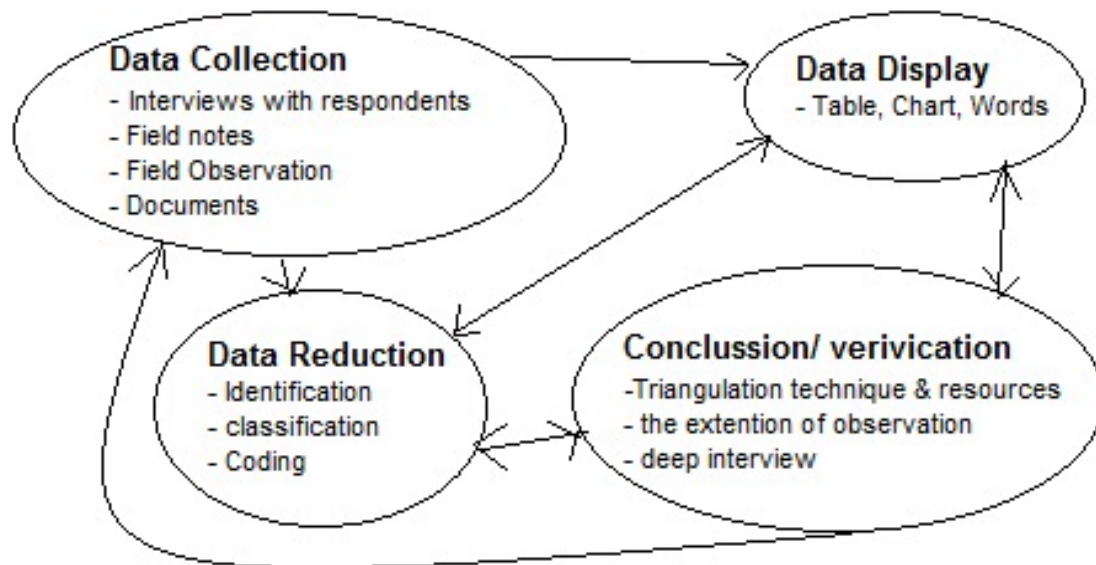 Data Collection
- Interviews with respondents
- Field notes
- Field Observation
- Documents
Data Display
- Table, Chart, Words
Data Reduction
- Identification
- classification
- Coding
Conclussion/ verivication
-Triangulation technique & resources
- the extention of observation
- deep interview